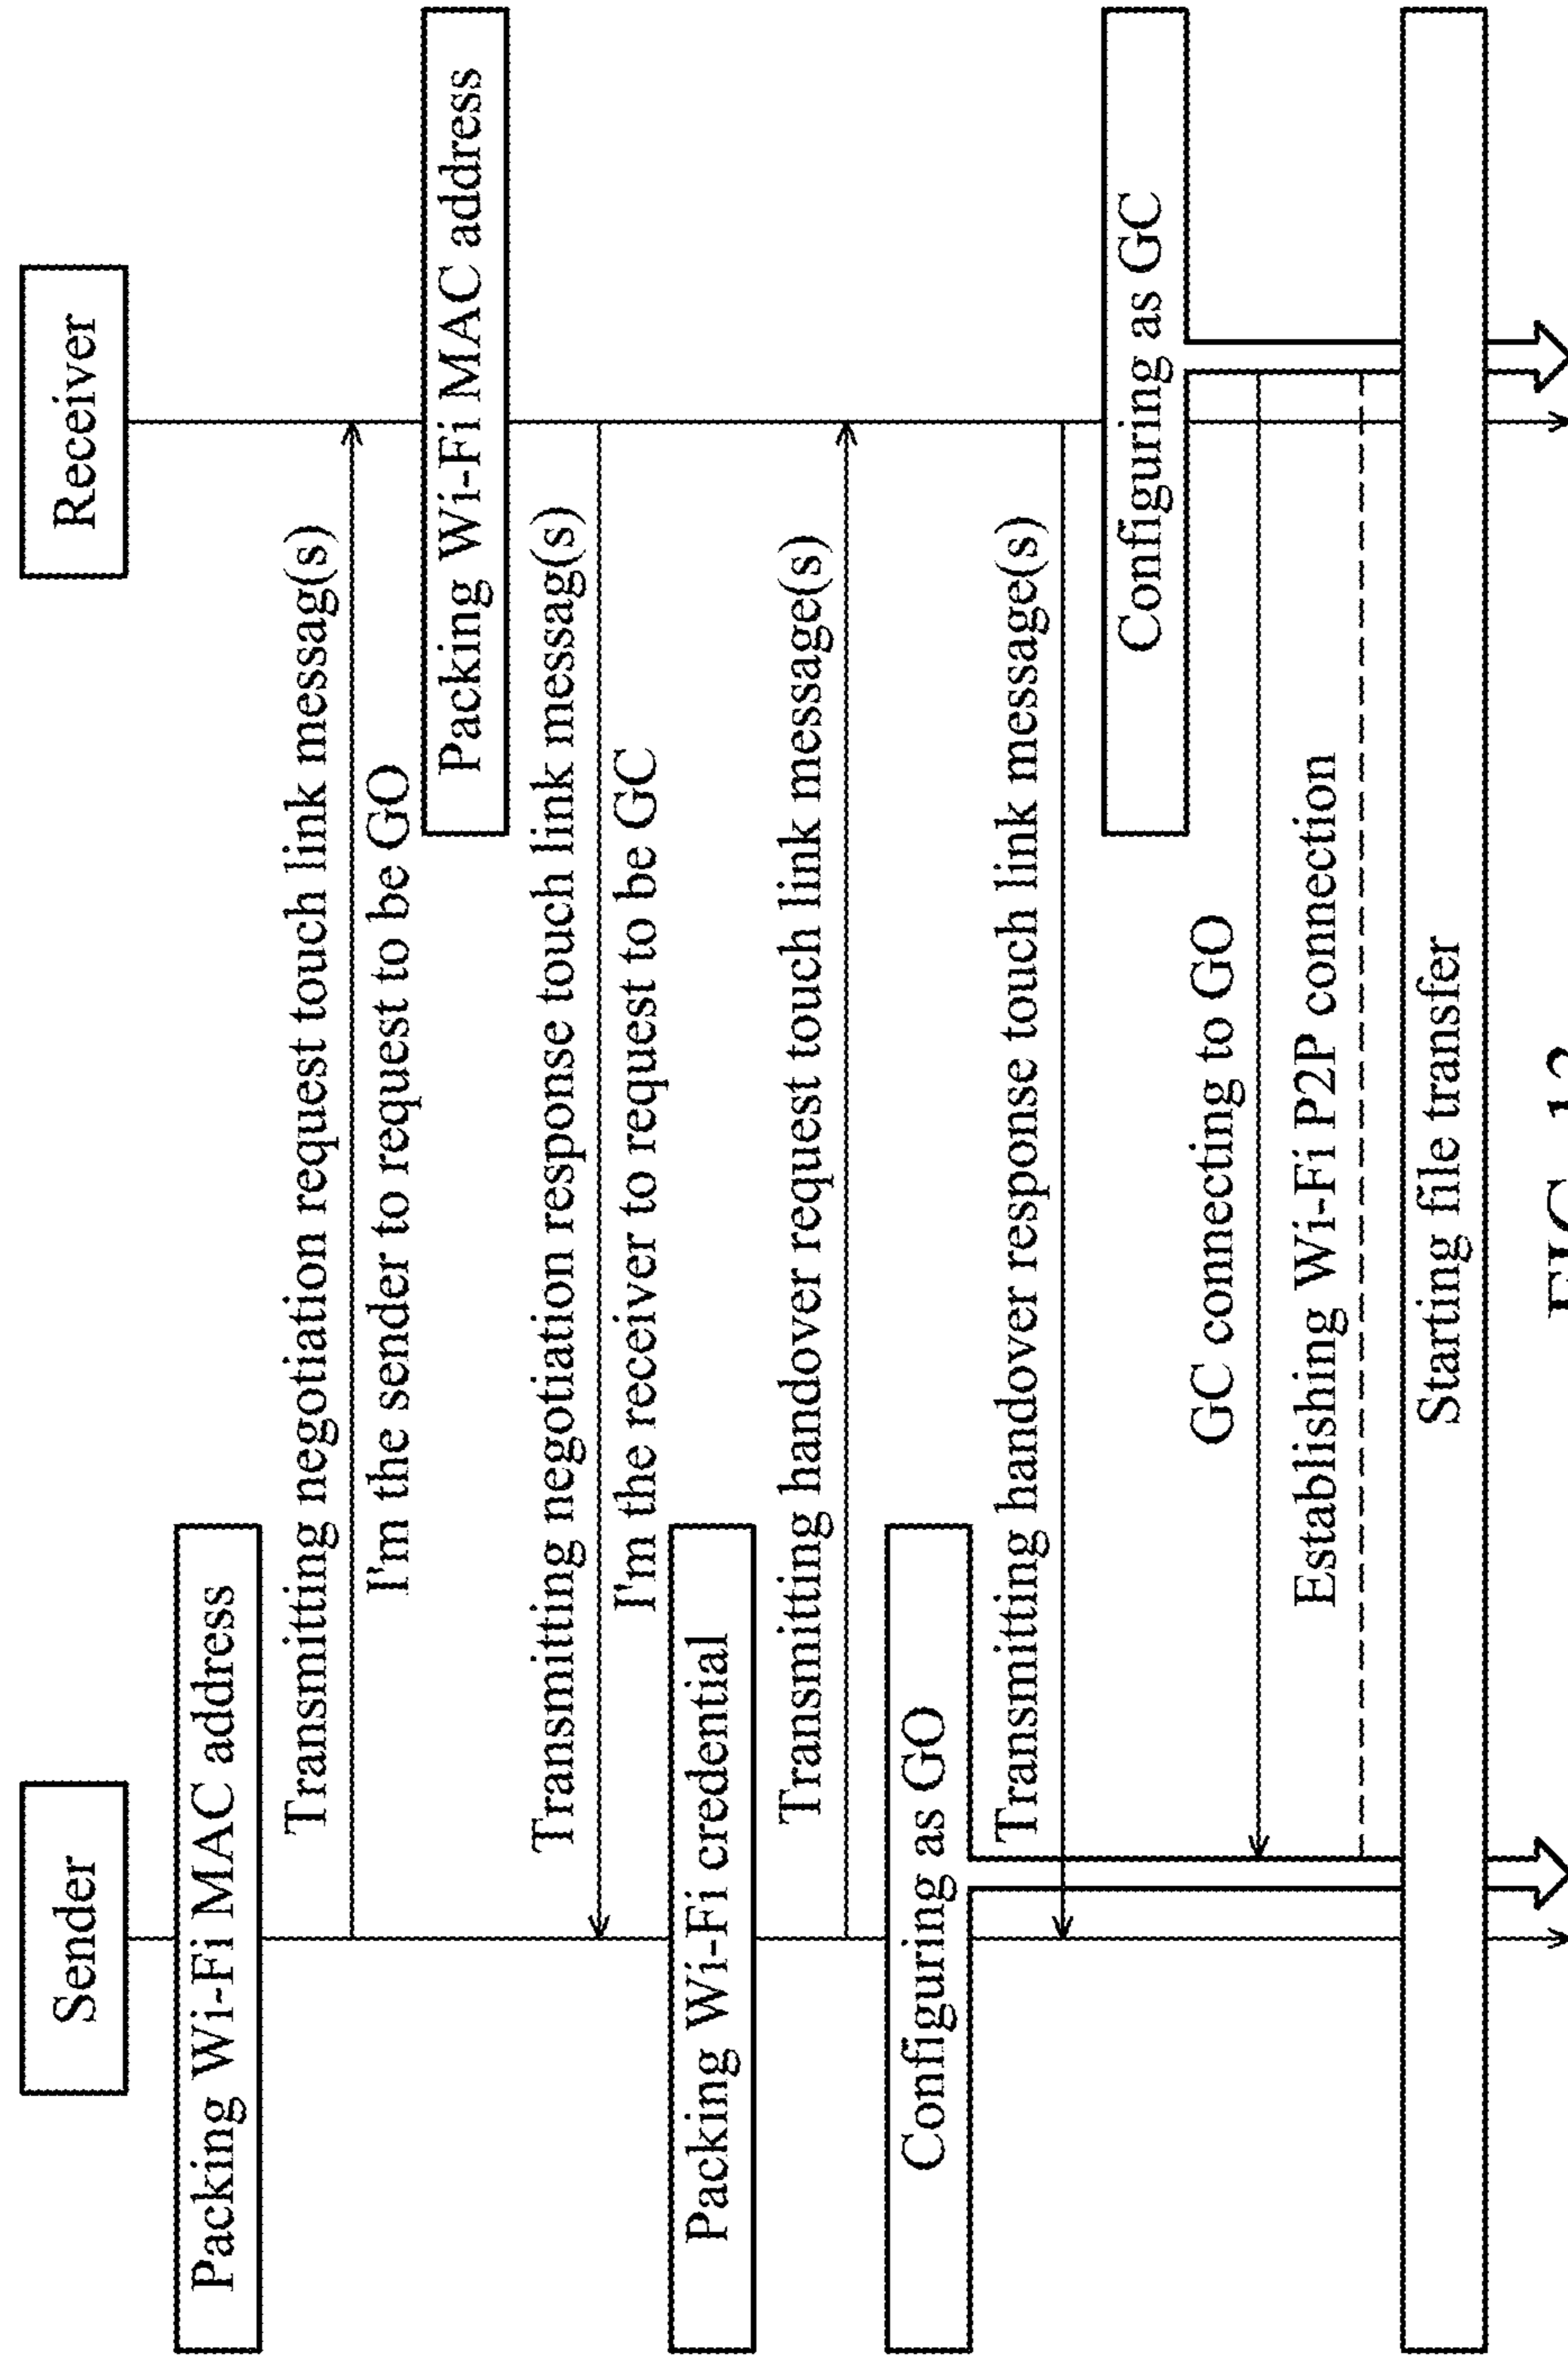 Sender
Receiver
Packing Wi-Fi MAC address
Transmitting negotiation request touch link messag(s)
I'm the sender to request to be GO
Packing Wi-Fi MAC address
Transmitting negotiation response touch link messag(s)
I'm the receiver to request to be GC
Packing Wi-Fi credential
Transmitting handover request touch link message(s)
Configuring as GO
Transmitting handover response touch link message(s)
Configuring as GC
GC connecting to GO
Establishing Wi-Fi P2P connection
Starting file transfer